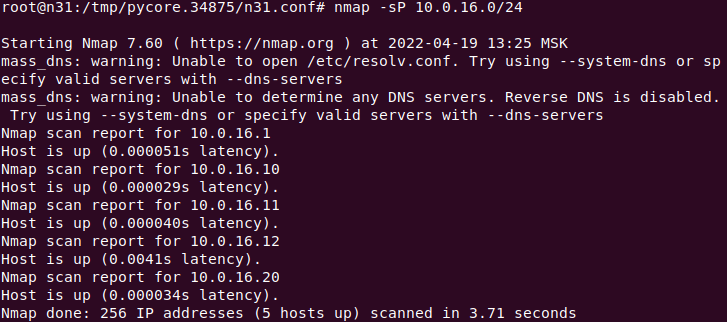 root@n31:/tmp/pycore.34875/n31.conf# nmap -sP 10.0.16.0/24

Starting Nmap 7.60 ( https://nmap.org ) at 2022-04-19 13:25 MSK
mass_dns: warning: Unable to open /etc/resolv.conf. Try using --system-dns or sp
ecify valid servers with --dns-servers
mass_dns: warning: Unable to determine any DNS servers. Reverse DNS is disabled.
 Try using --system-dns or specify valid servers with --dns-servers
Nmap scan report for 10.0.16.1
Host is up (0.000051s latency).
Nmap scan report for 10.0.16.10
Host is up (0.000029s latency).
Nmap scan report for 10.0.16.11
Host is up (0.000040s latency).
Nmap scan report for 10.0.16.12
Host is up (0.0041s latency).
Nmap scan report for 10.0.16.20
Host is up (0.000034s latency).
Nmap done: 256 IP addresses (5 hosts up) scanned in 3.71 seconds